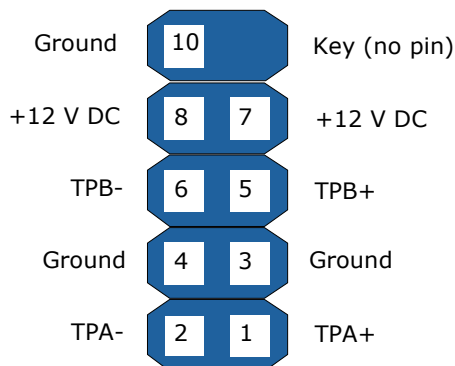 Ground 10 Key (no pin)
+12 V DC 8 7 +12 V DC
TPB- 6 5 TPB+
Ground 4 3 Ground
TPA- 2 1 TPA+